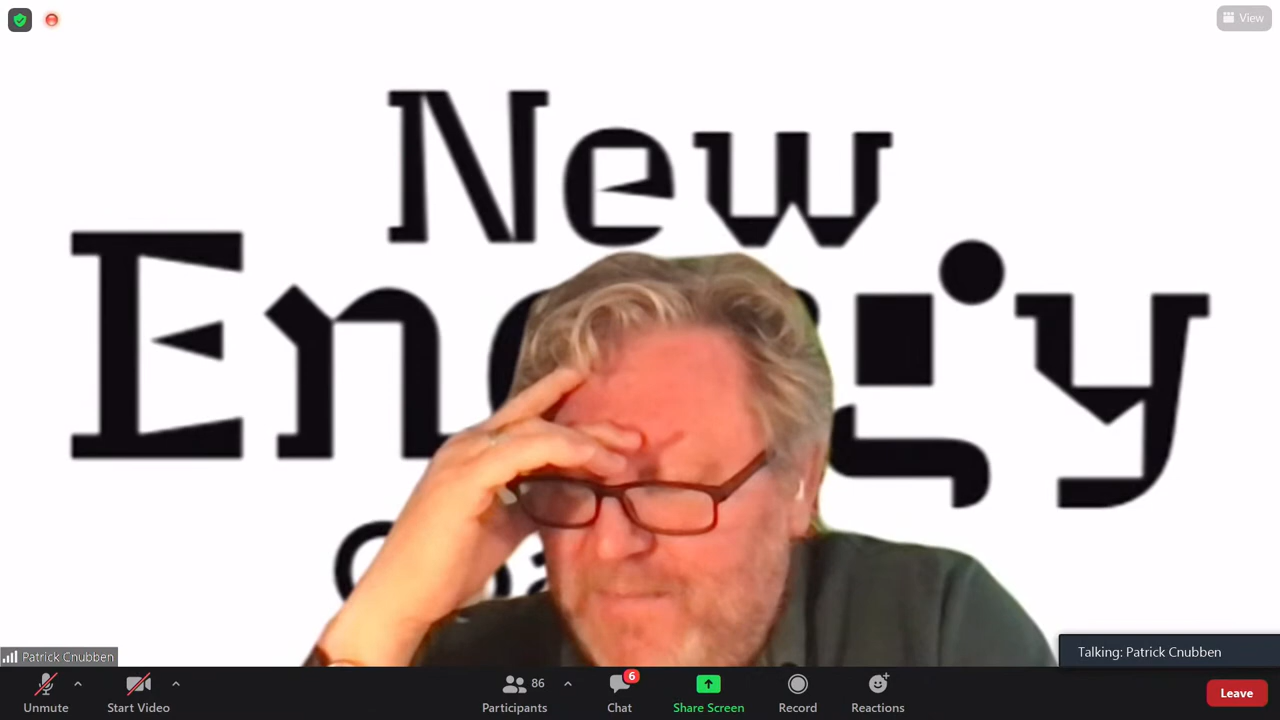 View
New
Patrick Cnubben
Talking: Patrick Cnubben
Unmute
Start Video
86
Participants
6
Chat
Share Screen
Record
Reactions
Leave